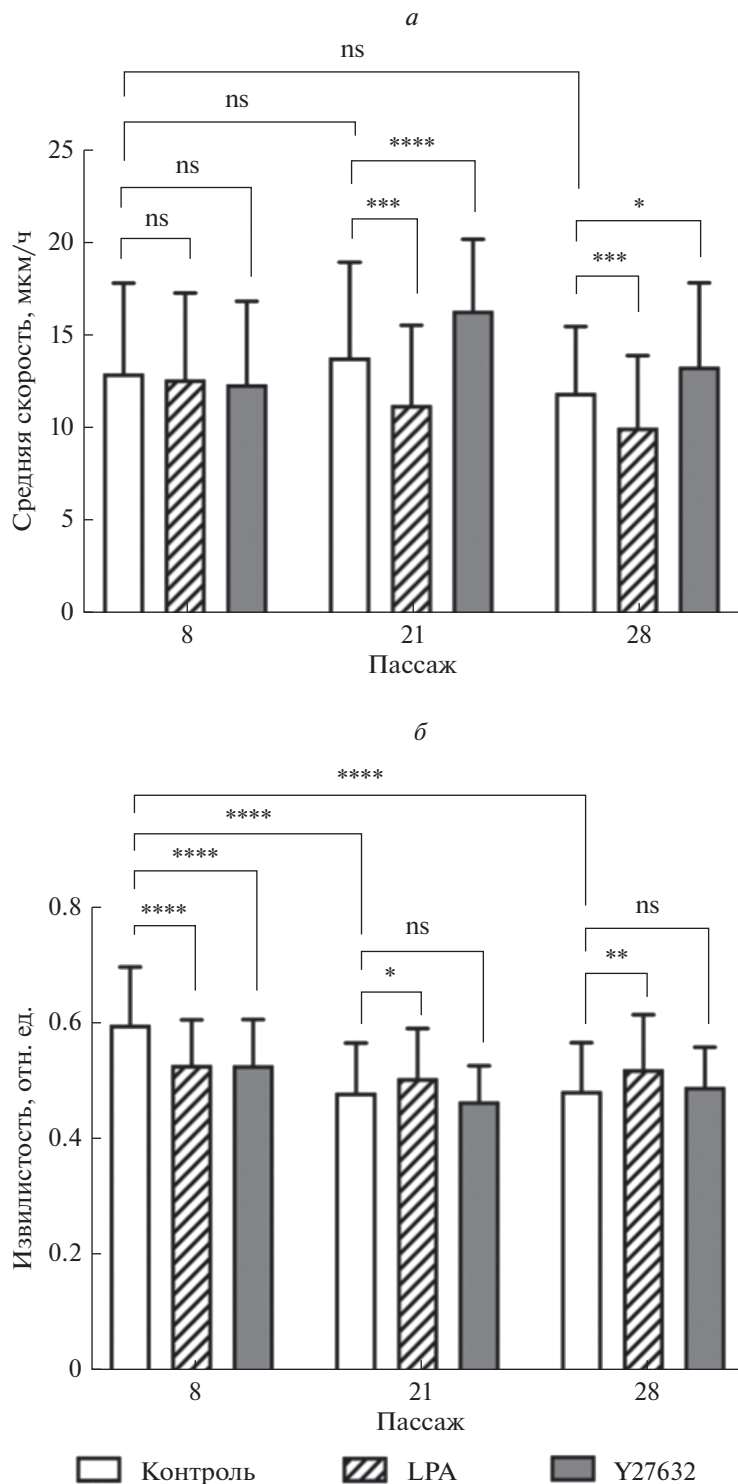 а
ns
ns
ns
ns
****
***
*
***
25
20
15
10
5
0
Средняя скорость, мкм/ч
8
21
28
Пассаж
б
****
****
****
****
ns
*
ns
**
0.8
0.6
0.4
0.2
0
Извилистость, отн. ед.
8
21
28
Пассаж
Контроль
LPA
Y27632